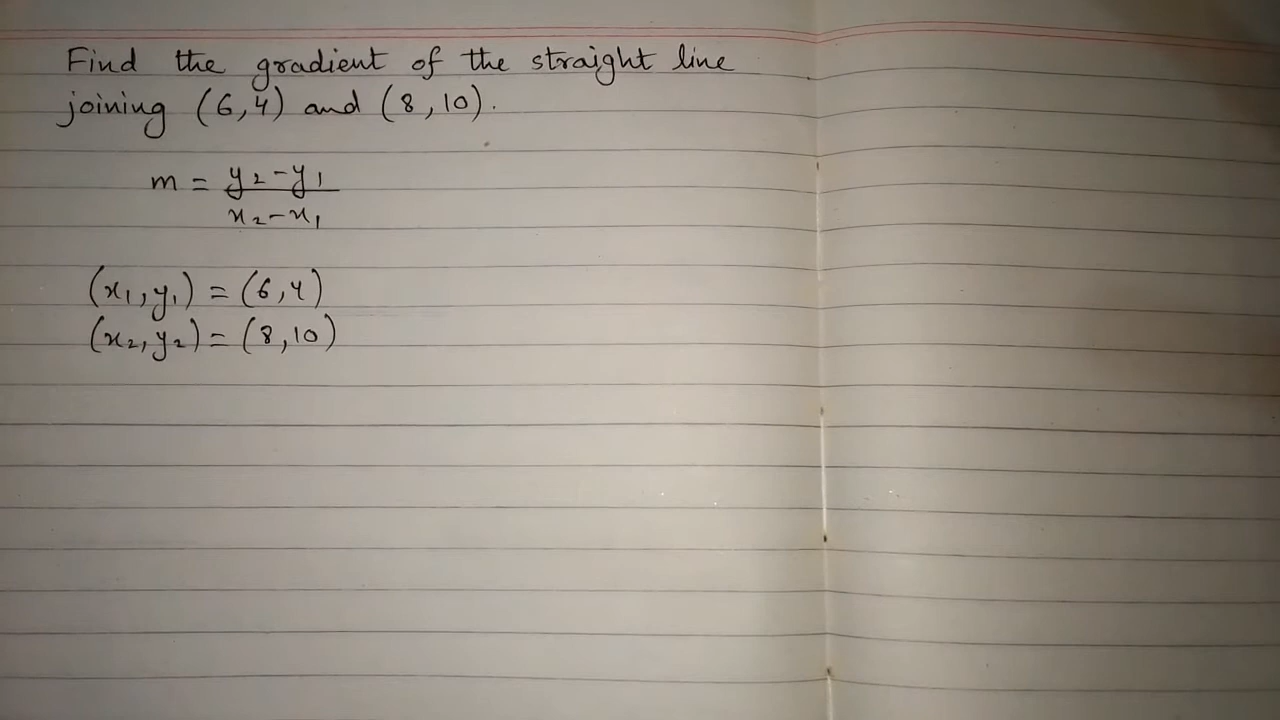 Find the gradient of the straight line
joining (6,4) and (8,10).
m = y₂-y₁
x₂-x₁
(x₁,y₁) = (6,4)
(x₂,y₂) = (8,10)